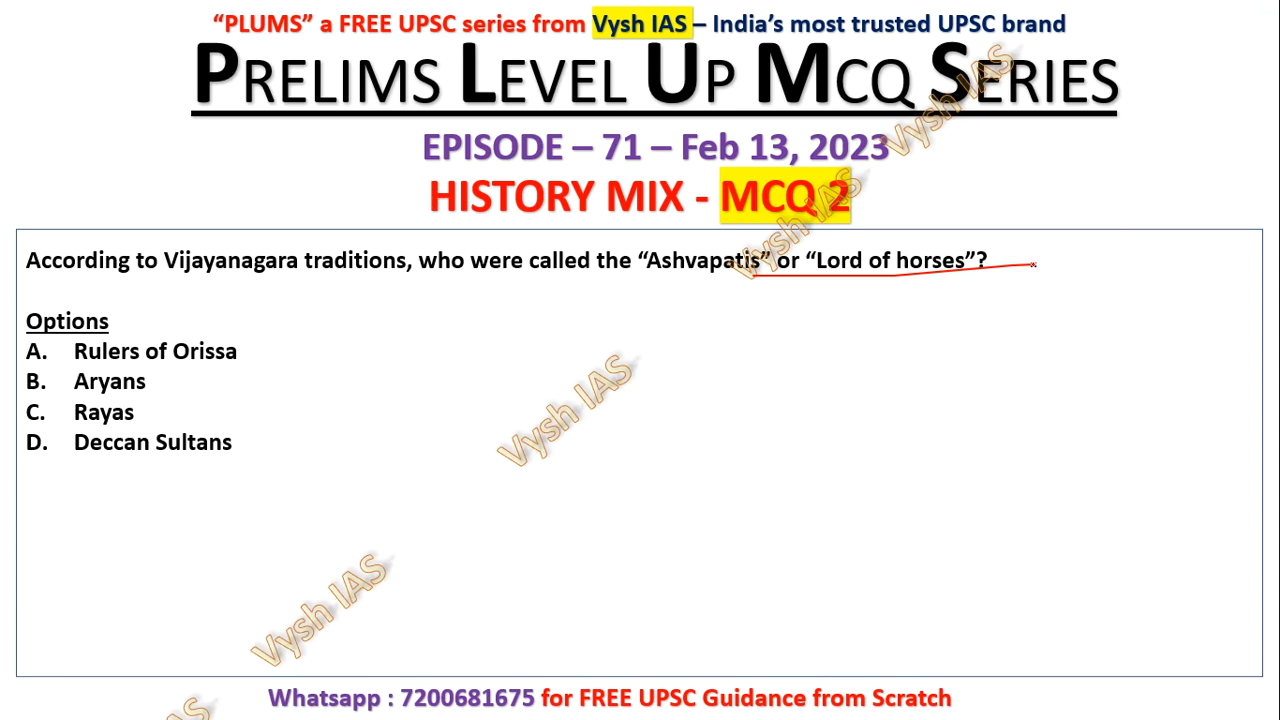 “PLUMS” a FREE UPSC series from Vysh IAS – India’s most trusted UPSC brand
PRELIMS LEVEL UP MCQ SERIES
EPISODE – 71 – Feb 13, 2023
HISTORY MIX - MCQ 2
According to Vijayanagara traditions, who were called the “Ashvapatis” or “Lord of horses”?
Options
A. Rulers of Orissa
B. Aryans
C. Rayas
D. Deccan Sultans
Vysh IAS
Vysh IAS
Vysh IAS
Vysh IAS
IAS
Whatsapp : 7200681675 for FREE UPSC Guidance from Scratch